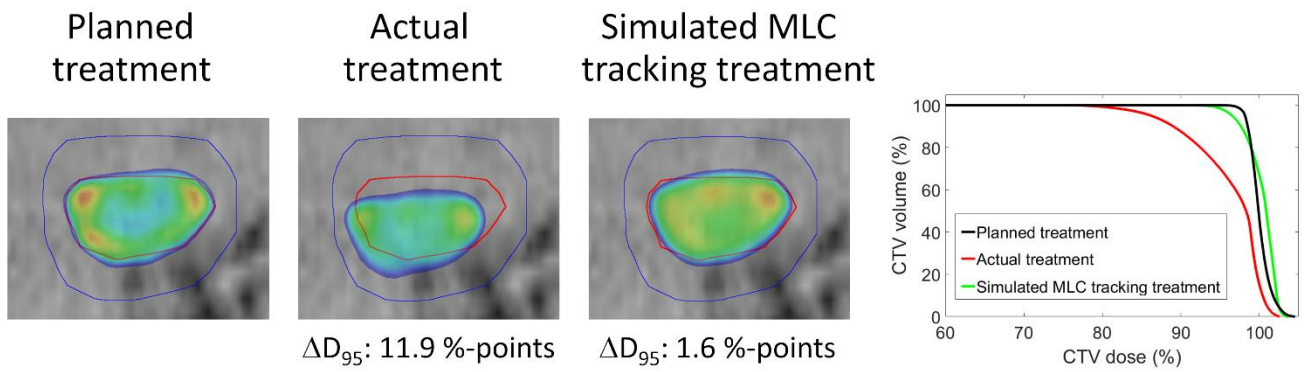 Planned
treatment
Actual
treatment
Simulated MLC
tracking treatment
ΔD₉₅: 11.9 %-points
ΔD₉₅: 1.6 %-points
CTV volume (%)
100
80
60
40
20
0
Planned treatment
Actual treatment
Simulated MLC tracking treatment
60
70
80
90
100
CTV dose (%)